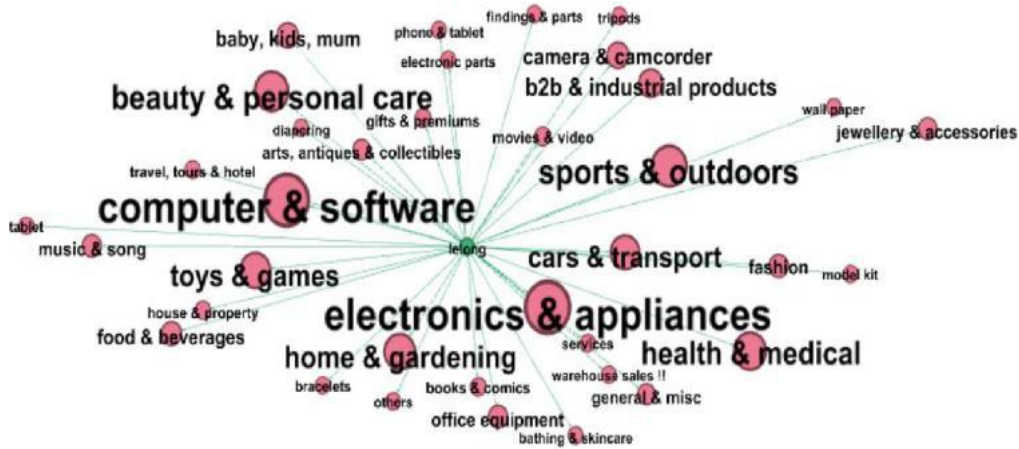 findings & parts
tripods
phone & tablet
baby, kids, mum
camera & camcorder
electronic parts
b2b & industrial products
beauty & personal care
wall paper
gifts & premiums
diapering
jewellery & accessories
movies & video
arts, antiques & collectibles
travel, tours & hotel
sports & outdoors
computer & software
tablet
music & song
lelong
cars & transport
fashion
model kit
toys & games
house & property
electronics & appliances
food & beverages
services
home & gardening
health & medical
warehouse sales !!
bracelets
books & comics
general & misc
others
office equipment
bathing & skincare